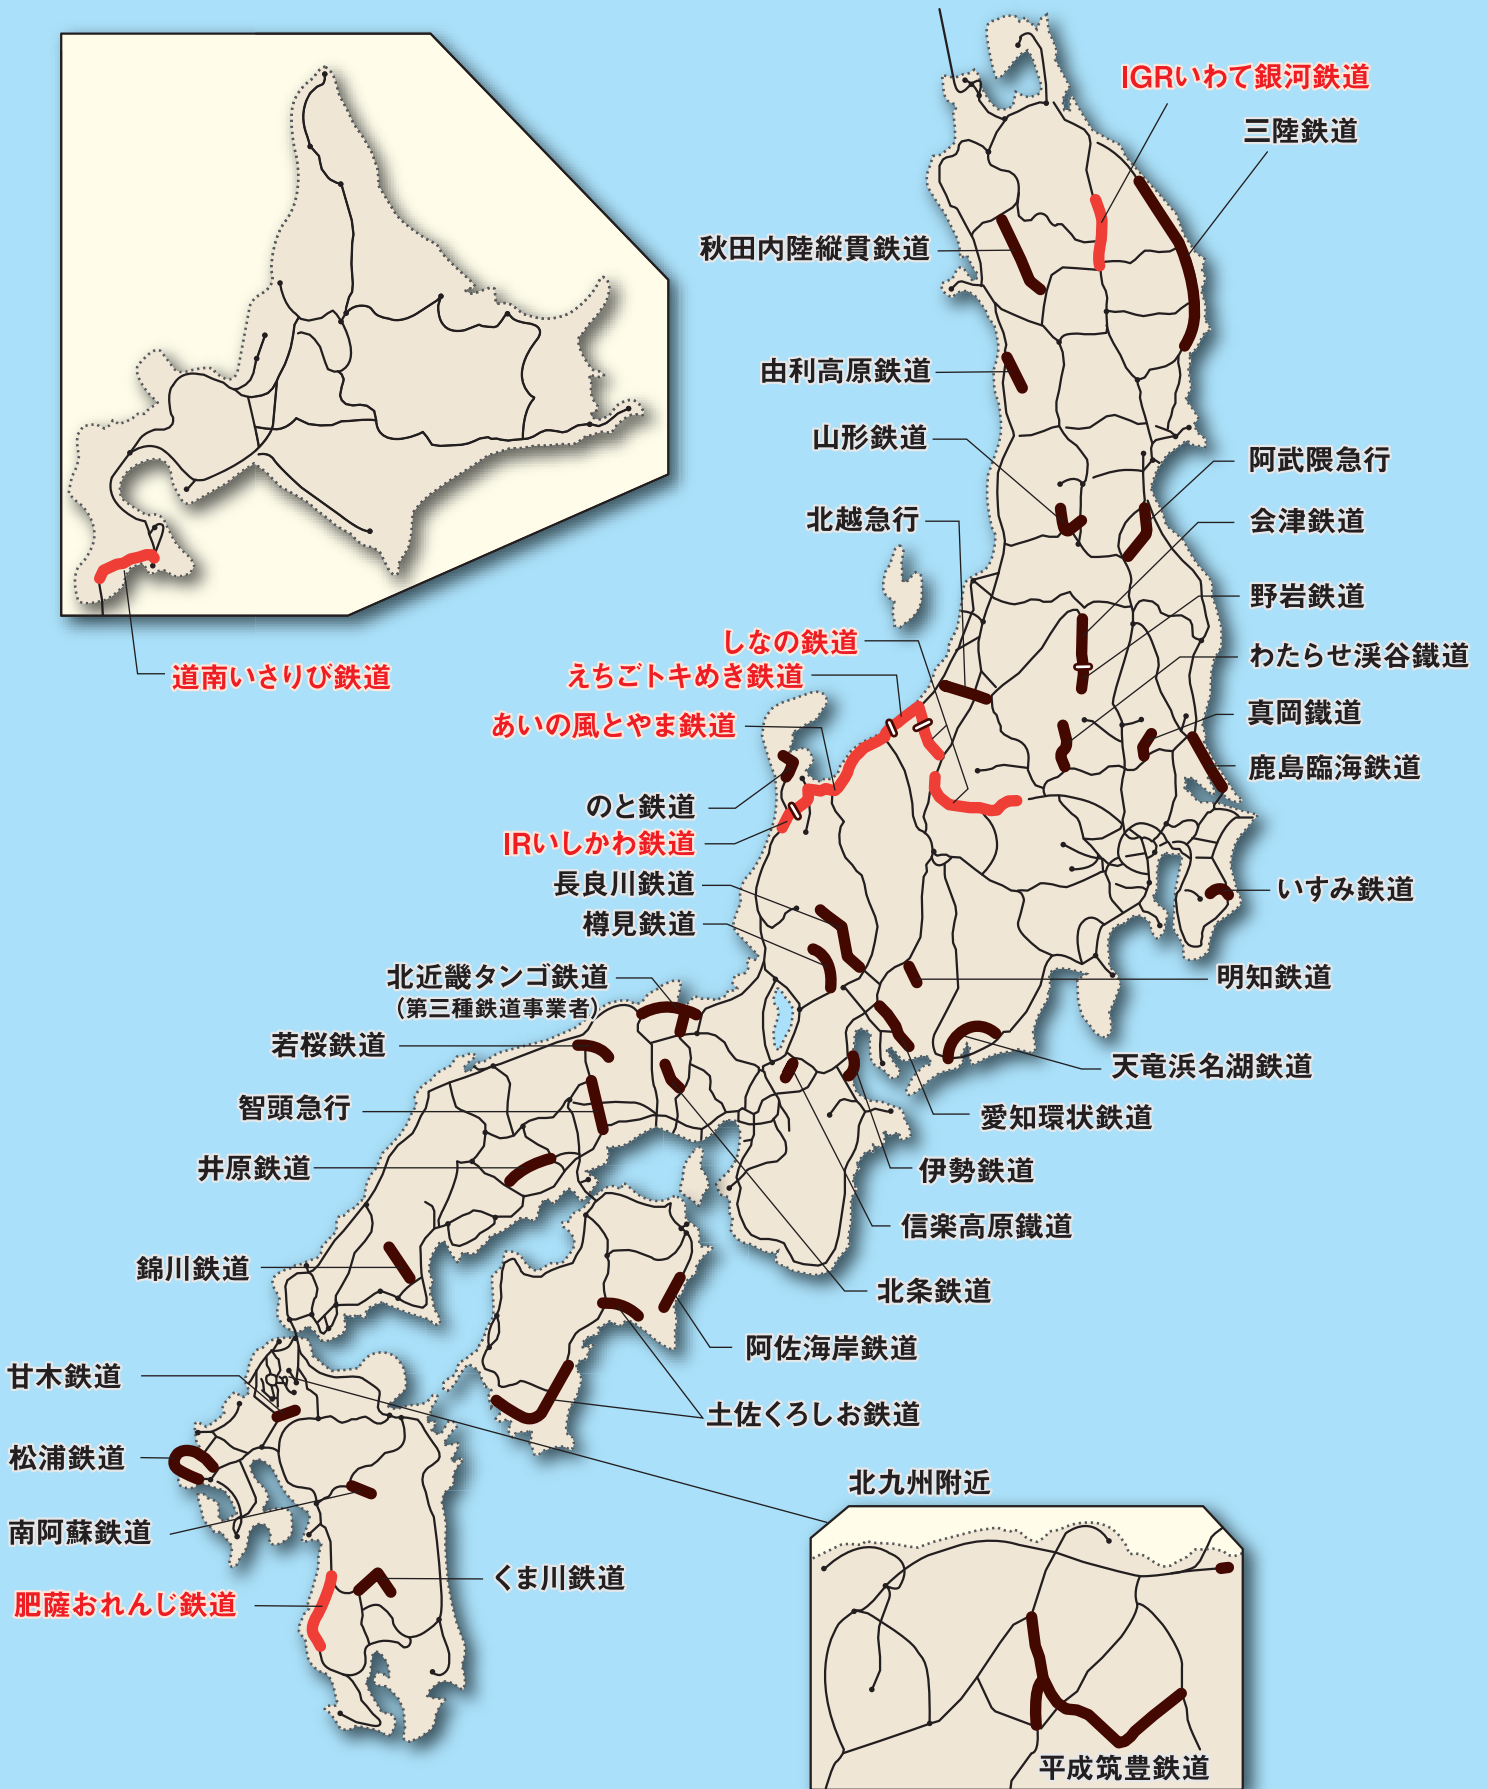 IGRいわて銀河鉄道
三陸鉄道
秋田内陸縦貫鉄道
由利高原鉄道
山形鉄道
阿武隈急行
北越急行
会津鉄道
野岩鉄道
しなの鉄道
わたらせ渓谷鐵道
えちごトキめき鉄道
道南いさりび鉄道
真岡鐵道
あいの風とやま鉄道
鹿島臨海鉄道
のと鉄道
IRいしかわ鉄道
長良川鉄道
いすみ鉄道
樽見鉄道
北近畿タンゴ鉄道
(第三種鉄道事業者)
明知鉄道
若桜鉄道
天竜浜名湖鉄道
智頭急行
愛知環状鉄道
井原鉄道
伊勢鉄道
信楽高原鐵道
錦川鉄道
北条鉄道
阿佐海岸鉄道
甘木鉄道
土佐くろしお鉄道
松浦鉄道
北九州附近
南阿蘇鉄道
くま川鉄道
肥薩おれんじ鉄道
平成筑豊鉄道